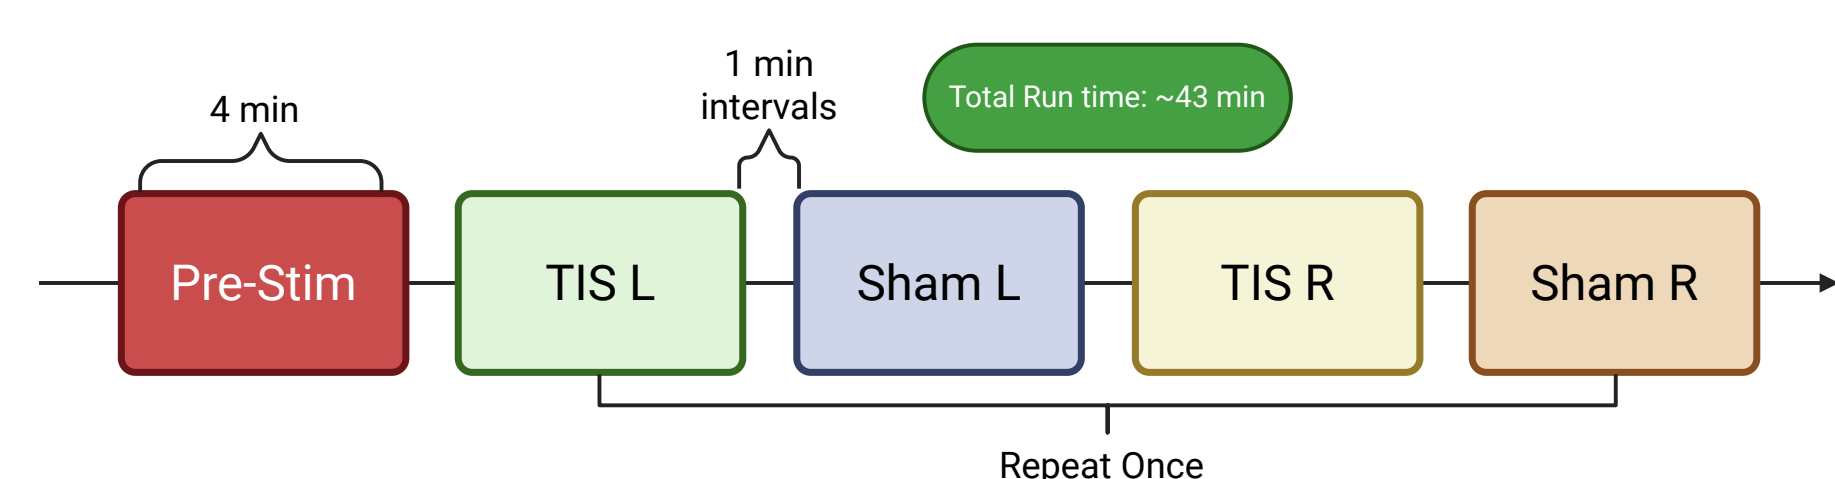 1 min
intervals
Total Run time: ~43 min
4 min
Pre-Stim
TIS L
Sham L
TIS R
Sham R
Repeat Once